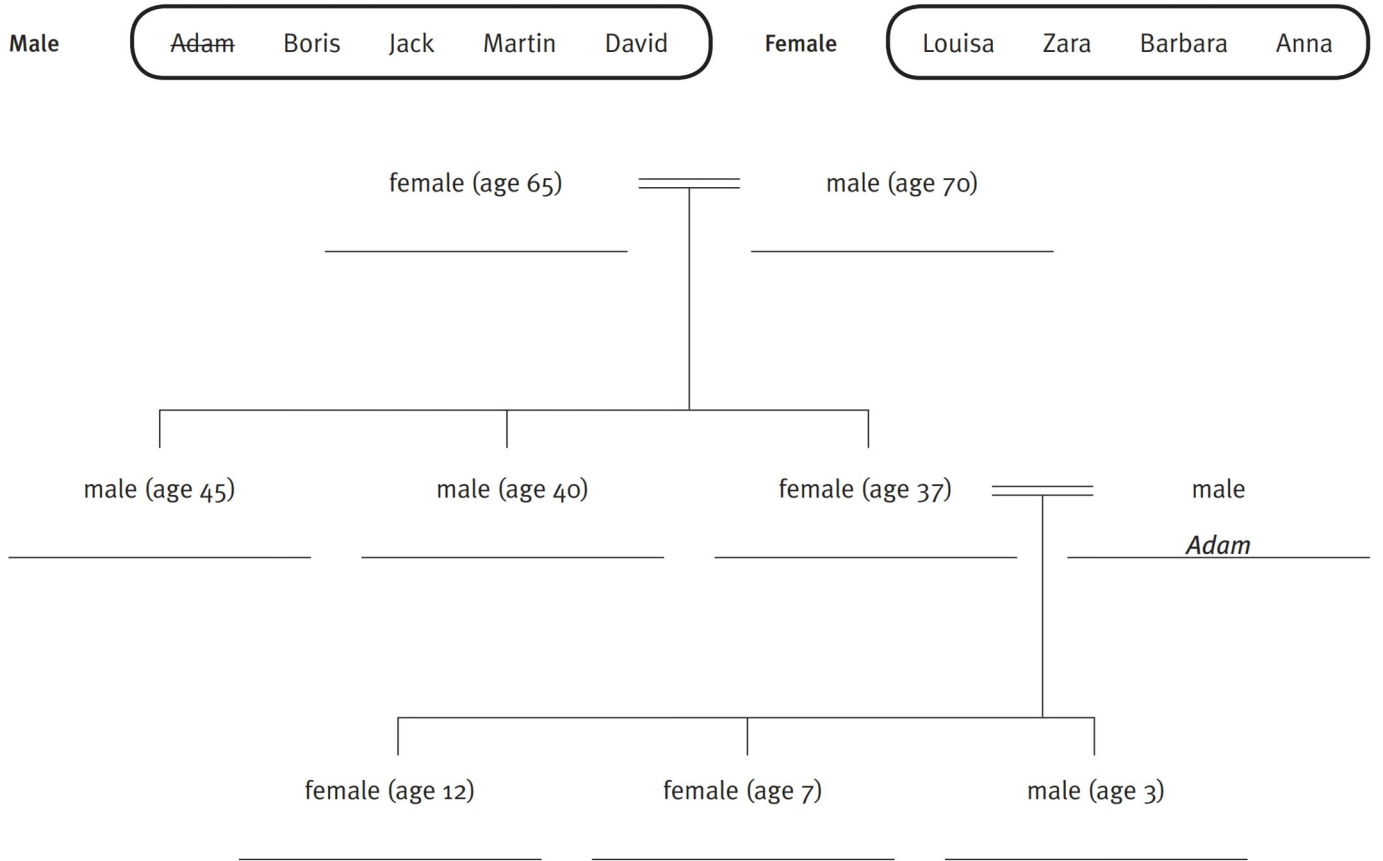 Male Adam Boris Jack Martin David Female Louisa Zara Barbara Anna
female (age 65) male (age 70)
male (age 45) male (age 40) female (age 37) male
Adam
female (age 12) female (age 7) male (age 3)